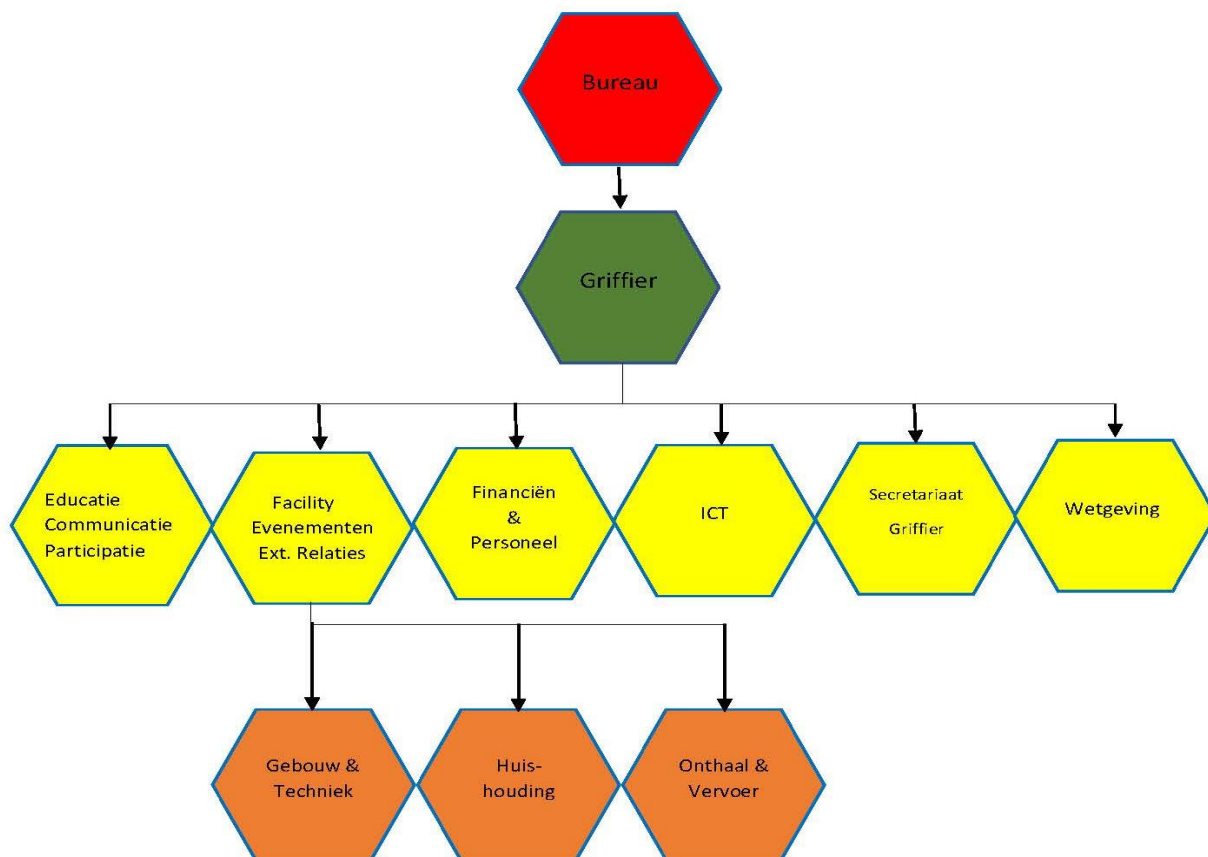 Bureau
Griffier
Educatie
Communicatie
Participatie
Facility
Evenementen
Ext. Relaties
Financiën
&
Personeel
ICT
Secretariaat
Griffier
Wetgeving
Gebouw &
Techniek
Huis-
houding
Onthaal &
Vervoer